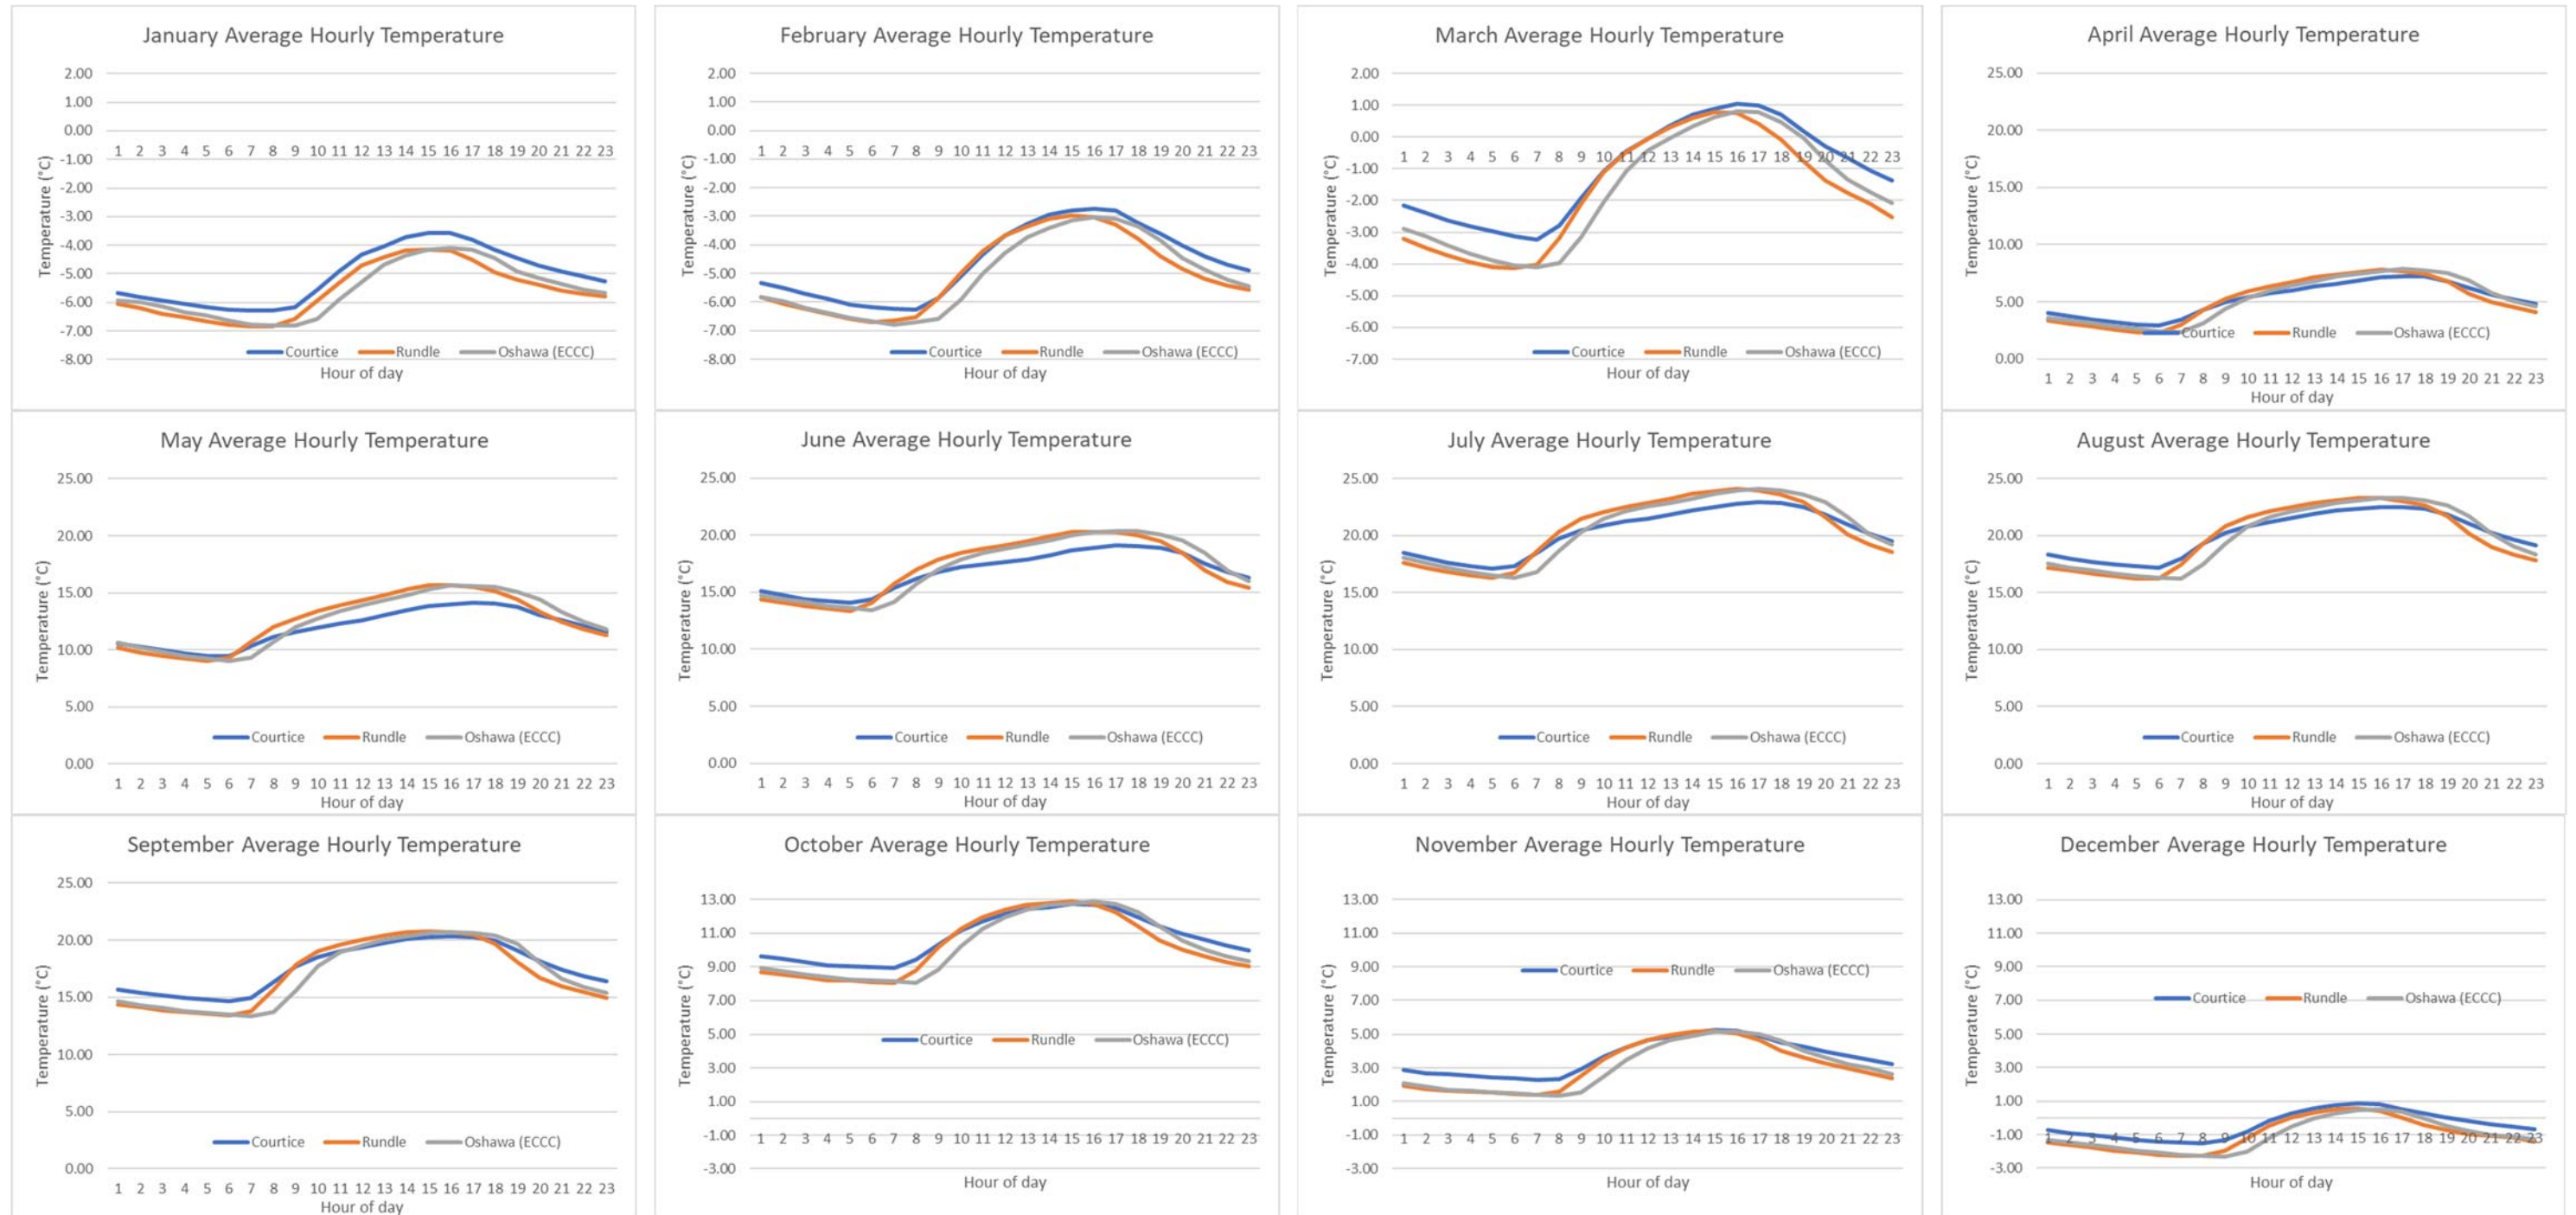 January Average Hourly Temperature
2.00
1.00
0.00
1 2 3 4 5 6 7 8 9 10 11 12 13 14 15 16 17 18 19 20 21 22 23
-1.00
-2.00
-3.00
-4.00
-5.00
-6.00
-7.00
-8.00
Temperature (°C)
Courtice Rundle Oshawa (ECCC)
Hour of day
February Average Hourly Temperature
2.00
1.00
0.00
1 2 3 4 5 6 7 8 9 10 11 12 13 14 15 16 17 18 19 20 21 22 23
-1.00
-2.00
-3.00
-4.00
-5.00
-6.00
-7.00
-8.00
Temperature (°C)
Courtice Rundle Oshawa (ECCC)
Hour of day
March Average Hourly Temperature
2.00
1.00
0.00
1 2 3 4 5 6 7 8 9 10 11 12 13 14 15 16 17 18 19 20 21 22 23
-1.00
-2.00
-3.00
-4.00
-5.00
-6.00
-7.00
Temperature (°C)
Courtice Rundle Oshawa (ECCC)
Hour of day
April Average Hourly Temperature
25.00
20.00
15.00
10.00
5.00
0.00
Temperature (°C)
Courtice Rundle Oshawa (ECCC)
1 2 3 4 5 6 7 8 9 10 11 12 13 14 15 16 17 18 19 20 21 22 23
Hour of day
May Average Hourly Temperature
25.00
20.00
15.00
10.00
5.00
0.00
Temperature (°C)
Courtice Rundle Oshawa (ECCC)
1 2 3 4 5 6 7 8 9 10 11 12 13 14 15 16 17 18 19 20 21 22 23
Hour of day
June Average Hourly Temperature
25.00
20.00
15.00
10.00
5.00
0.00
Temperature (°C)
Courtice Rundle Oshawa (ECCC)
1 2 3 4 5 6 7 8 9 10 11 12 13 14 15 16 17 18 19 20 21 22 23
Hour of day
July Average Hourly Temperature
25.00
20.00
15.00
10.00
5.00
0.00
Temperature (°C)
Courtice Rundle Oshawa (ECCC)
1 2 3 4 5 6 7 8 9 10 11 12 13 14 15 16 17 18 19 20 21 22 23
Hour of day
August Average Hourly Temperature
25.00
20.00
15.00
10.00
5.00
0.00
Temperature (°C)
Courtice Rundle Oshawa (ECCC)
1 2 3 4 5 6 7 8 9 10 11 12 13 14 15 16 17 18 19 20 21 22 23
Hour of day
September Average Hourly Temperature
25.00
20.00
15.00
10.00
5.00
0.00
Temperature (°C)
Courtice Rundle Oshawa (ECCC)
1 2 3 4 5 6 7 8 9 10 11 12 13 14 15 16 17 18 19 20 21 22 23
Hour of day
October Average Hourly Temperature
13.00
11.00
9.00
7.00
5.00
3.00
1.00
-1.00
-3.00
Temperature (°C)
Courtice Rundle Oshawa (ECCC)
1 2 3 4 5 6 7 8 9 10 11 12 13 14 15 16 17 18 19 20 21 22 23
Hour of day
November Average Hourly Temperature
13.00
11.00
9.00
7.00
5.00
3.00
1.00
-1.00
-3.00
Temperature (°C)
Courtice Rundle Oshawa (ECCC)
1 2 3 4 5 6 7 8 9 10 11 12 13 14 15 16 17 18 19 20 21 22 23
Hour of day
December Average Hourly Temperature
13.00
11.00
9.00
7.00
5.00
3.00
1.00
-1.00
-3.00
Temperature (°C)
Courtice Rundle Oshawa (ECCC)
1 2 3 4 5 6 7 8 9 10 11 12 13 14 15 16 17 18 19 20 21 22 23
Hour of day